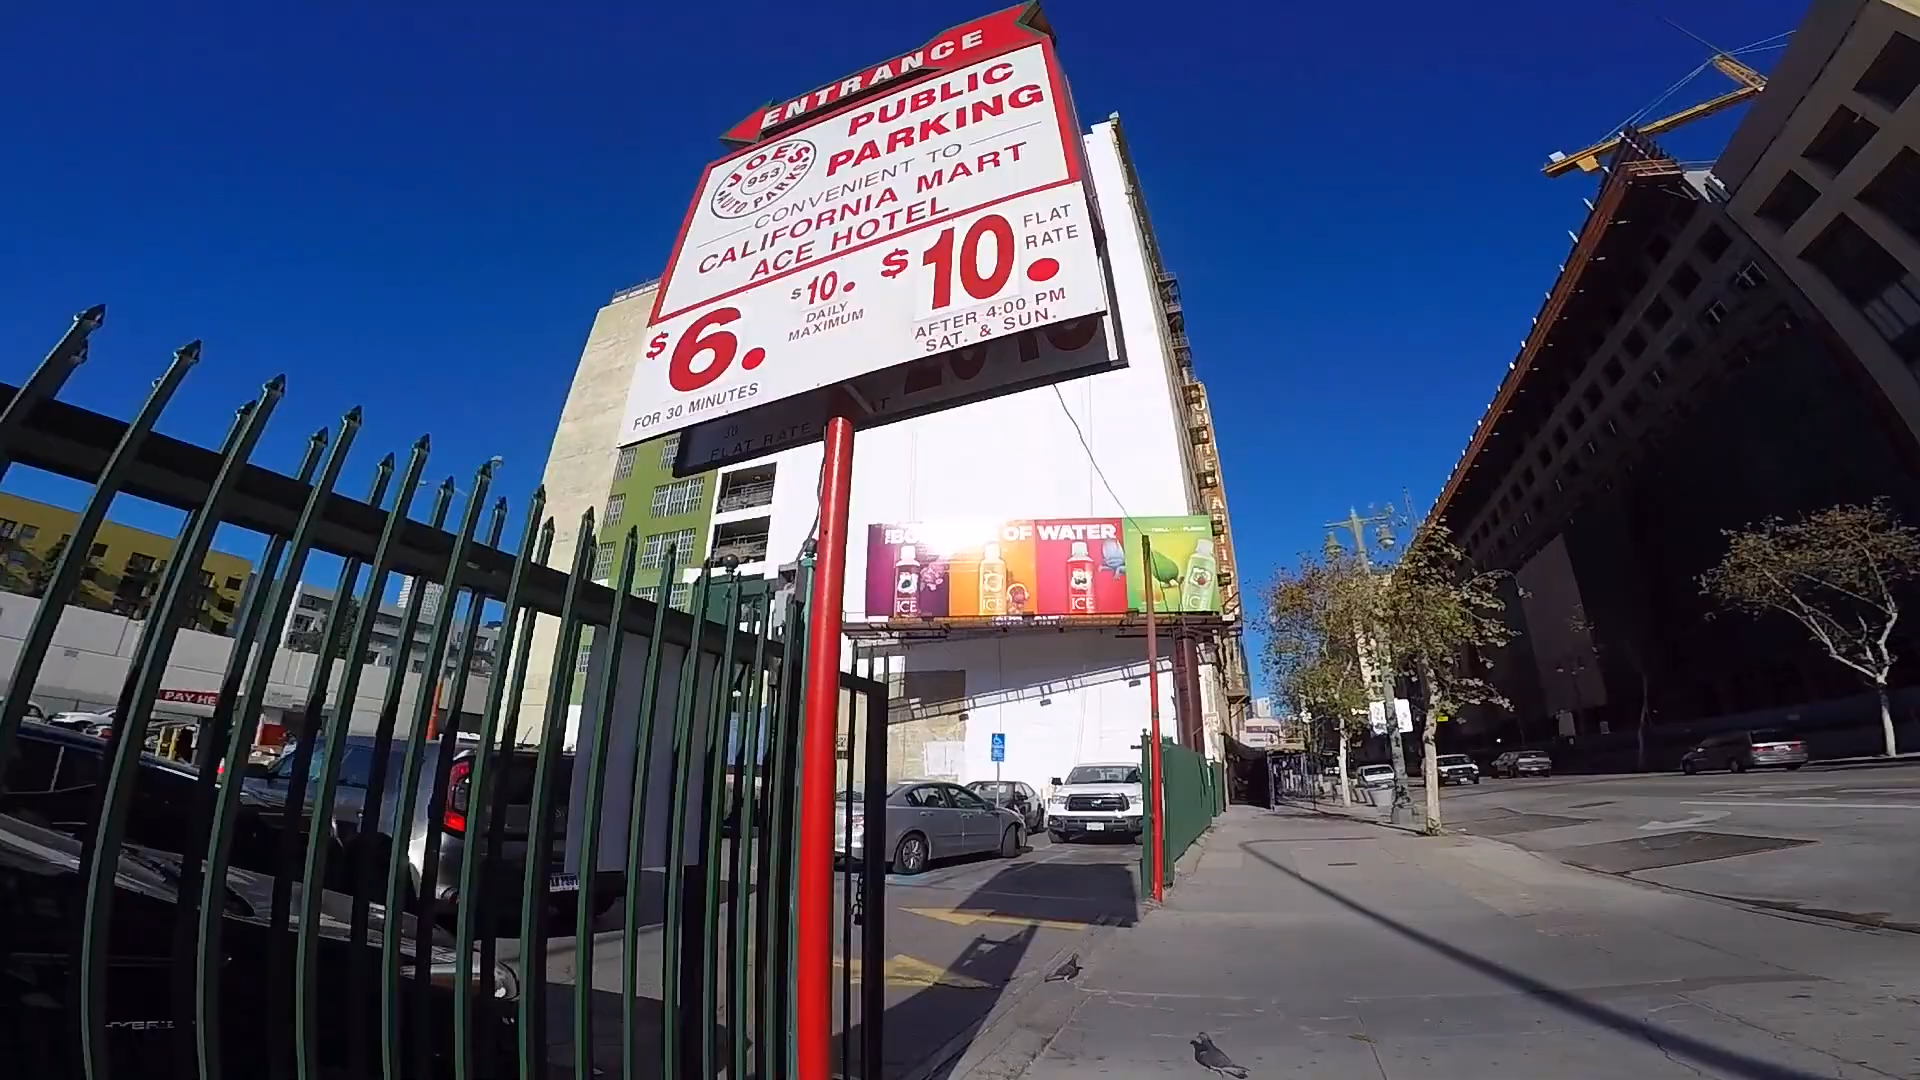 ENTRANCE
PUBLIC
PARKING
JOE'S
953
AUTO PARKS
CONVENIENT TO
CALIFORNIA MART
ACE HOTEL
$6.
FOR 30 MINUTES
$10.
DAILY
MAXIMUM
$10.
FLAT
RATE
AFTER 4:00 PM
SAT. & SUN.
FLAT RATE
OF WATER
ICE
ICE
ICE
ICE
PAY HE